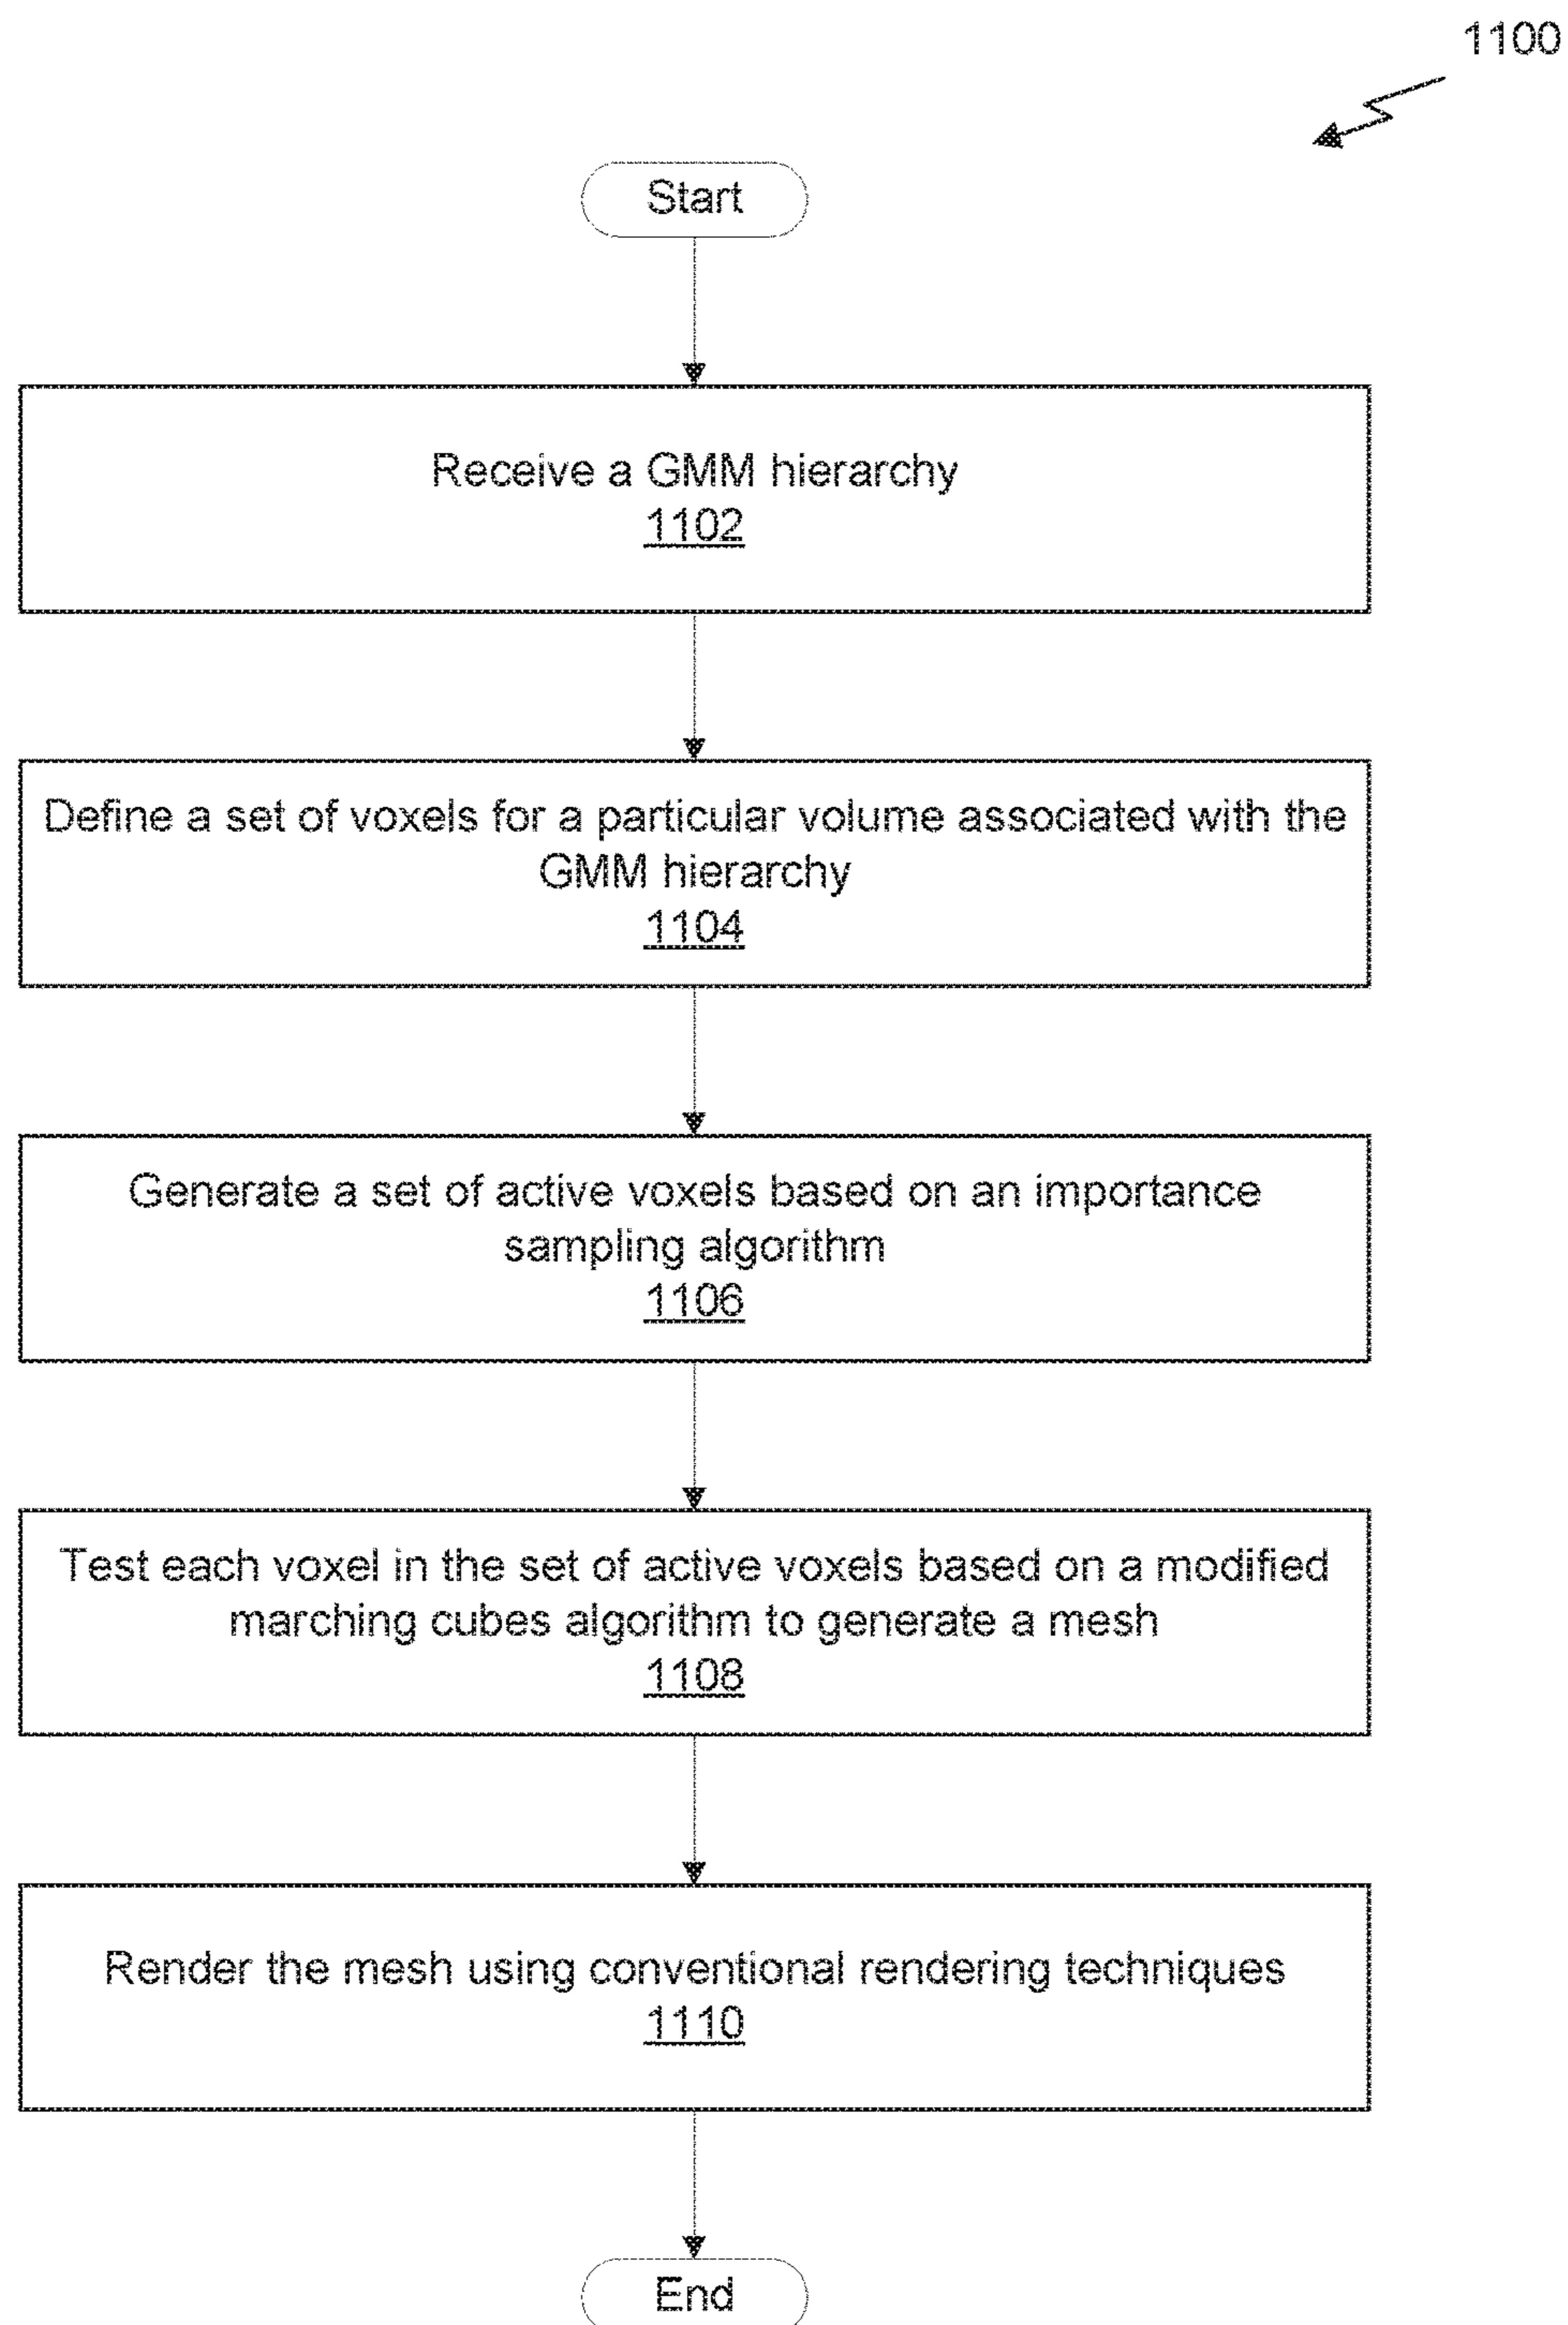 1100
Start
Receive a GMM hierarchy
1102
Define a set of voxels for a particular volume associated with the
GMM hierarchy
1104
Generate a set of active voxels based on an importance
sampling algorithm
1106
Test each voxel in the set of active voxels based on a modified
marching cubes algorithm to generate a mesh
1108
Render the mesh using conventional rendering techniques
1110
End